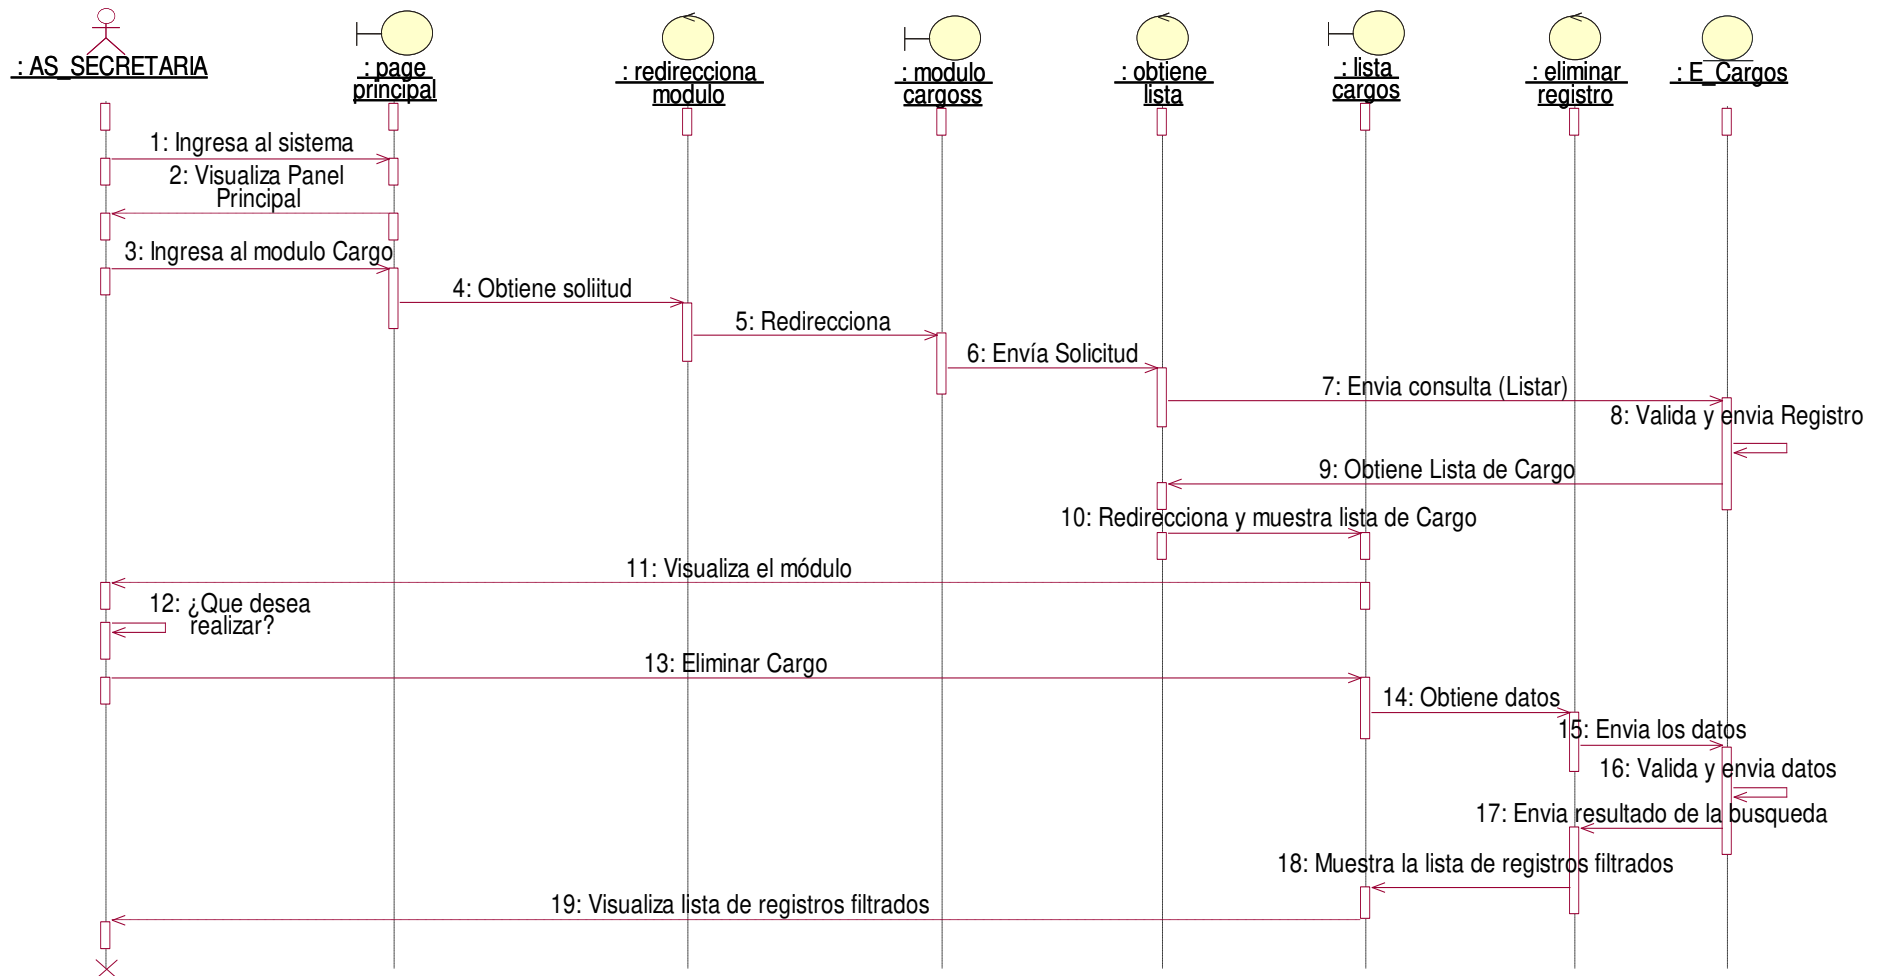 : AS_SECRETARIA
: page
principal
: redirecciona
modulo
: modulo
cargoss
: obtiene
lista
: lista
cargos
: eliminar
registro
: E_Cargos
1: Ingresa al sistema
2: Visualiza Panel
Principal
3: Ingresa al modulo Cargo
4: Obtiene soliitud
5: Redirecciona
6: Envía Solicitud
7: Envia consulta (Listar)
8: Valida y envia Registro
9: Obtiene Lista de Cargo
10: Redirecciona y muestra lista de Cargo
11: Visualiza el módulo
12: ¿Que desea
realizar?
13: Eliminar Cargo
14: Obtiene datos
15: Envia los datos
16: Valida y envia datos
17: Envia resultado de la busqueda
18: Muestra la lista de registros filtrados
19: Visualiza lista de registros filtrados